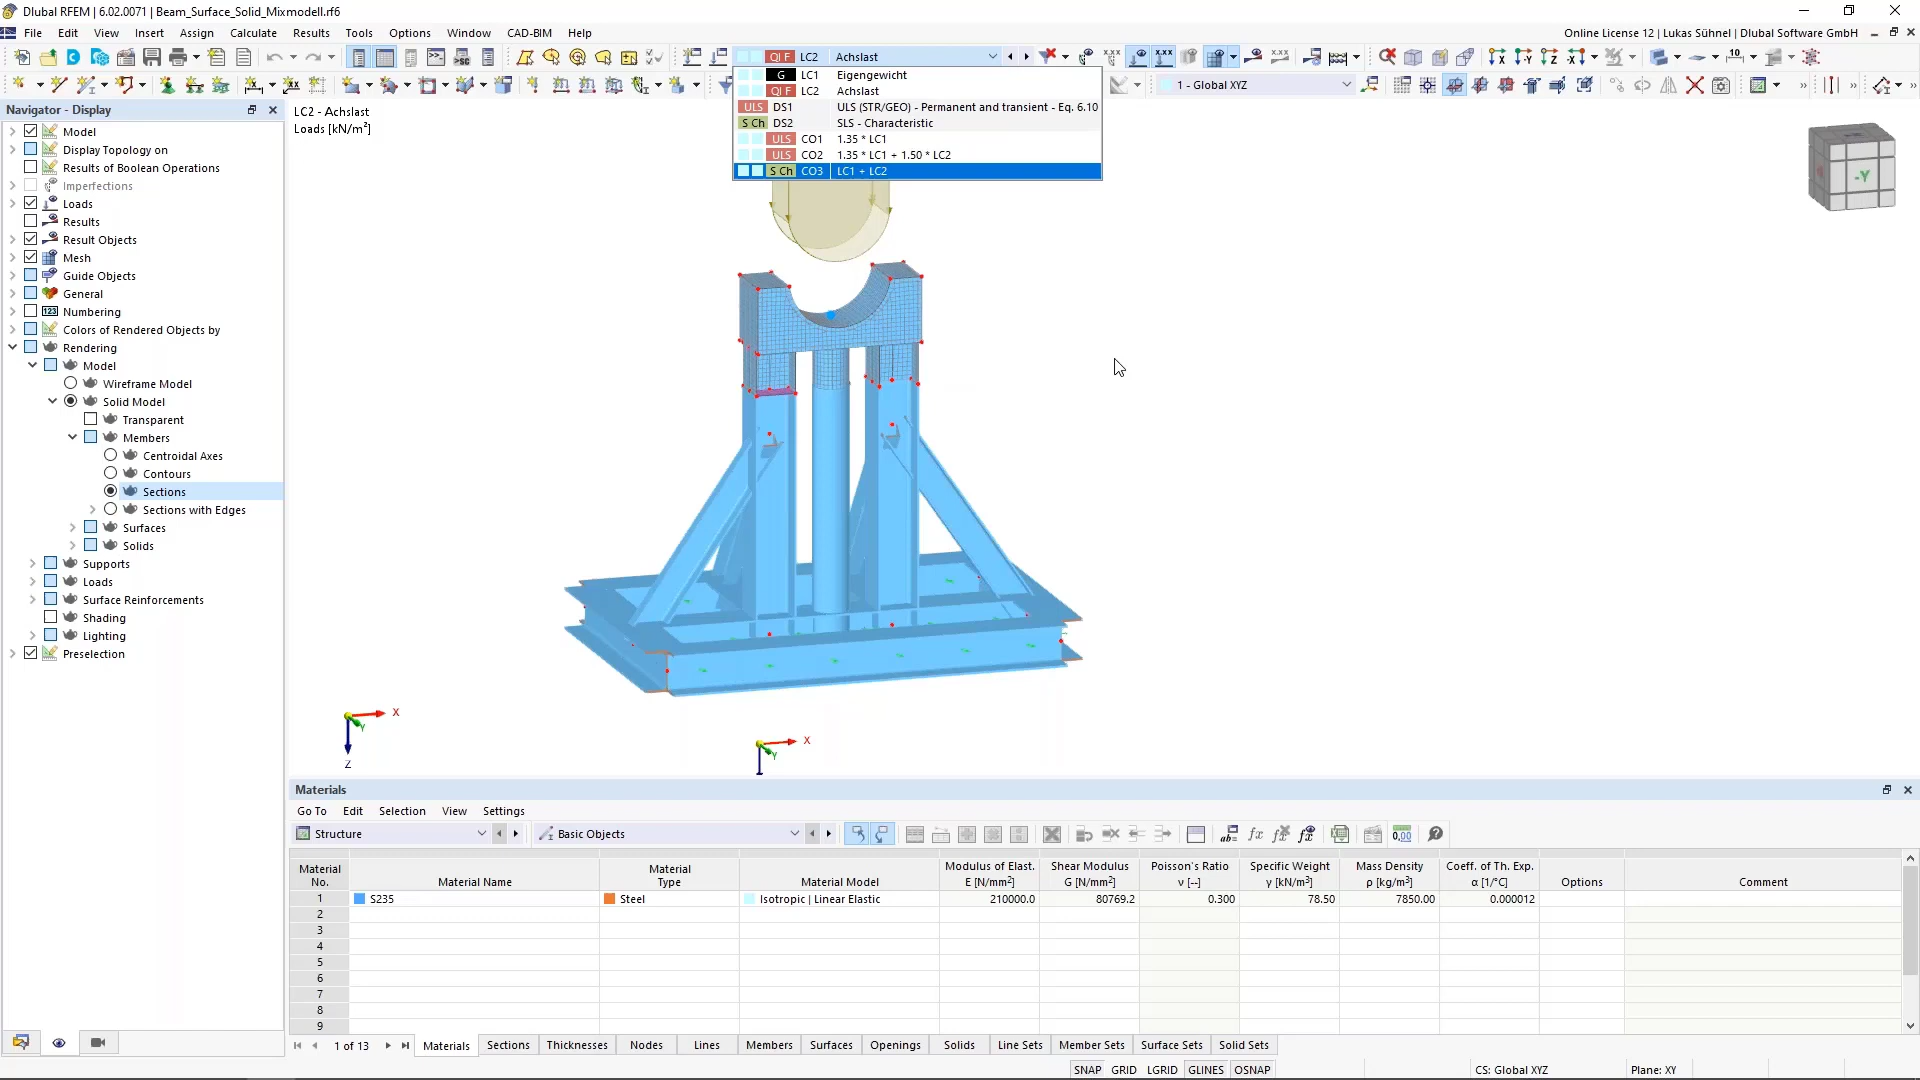 Dlubal RFEM | 6.02.0071 | Beam_Surface_Solid_Mixmodell.rf6
File Edit View Insert Assign Calculate Results Tools Options Window CAD-BIM Help
Online License 12 | Lukas Sühnel | Dlubal Software GmbH
QI F LC2 Achslast
G LC1 Eigengewicht
QI F LC2 Achslast
ULS DS1 ULS (STR/GEO) - Permanent and transient - Eq. 6.10
S Ch DS2 SLS - Characteristic
ULS CO1 1.35 * LC1
ULS CO2 1.35 * LC1 + 1.50 * LC2
S Ch CO3 LC1 + LC2
1 - Global XYZ
Navigator - Display
Model
Display Topology on
Results of Boolean Operations
Imperfections
Loads
Results
Result Objects
Mesh
Guide Objects
General
123 Numbering
Colors of Rendered Objects by
Rendering
Model
Wireframe Model
Solid Model
Transparent
Members
Centroidal Axes
Contours
Sections
Sections with Edges
Surfaces
Solids
Supports
Loads
Surface Reinforcements
Shading
Lighting
Preselection
LC2 - Achslast
Loads [kN/m²]
-Y
X
Y
Z
X
Y
Materials
Go To Edit Selection View Settings
Structure Basic Objects
Material No. Material Name Material Type Material Model Modulus of Elast. E [N/mm²] Shear Modulus G [N/mm²] Poisson's Ratio ν [--] Specific Weight γ [kN/m³] Mass Density ρ [kg/m³] Coeff. of Th. Exp. α [1/°C] Options Comment
1 S235 Steel Isotropic | Linear Elastic 210000.0 80769.2 0.300 78.50 7850.00 0.000012
2
3
4
5
6
7
8
9
1 of 13 Materials Sections Thicknesses Nodes Lines Members Surfaces Openings Solids Line Sets Member Sets Surface Sets Solid Sets
SNAP GRID LGRID GLINES OSNAP CS: Global XYZ Plane: XY